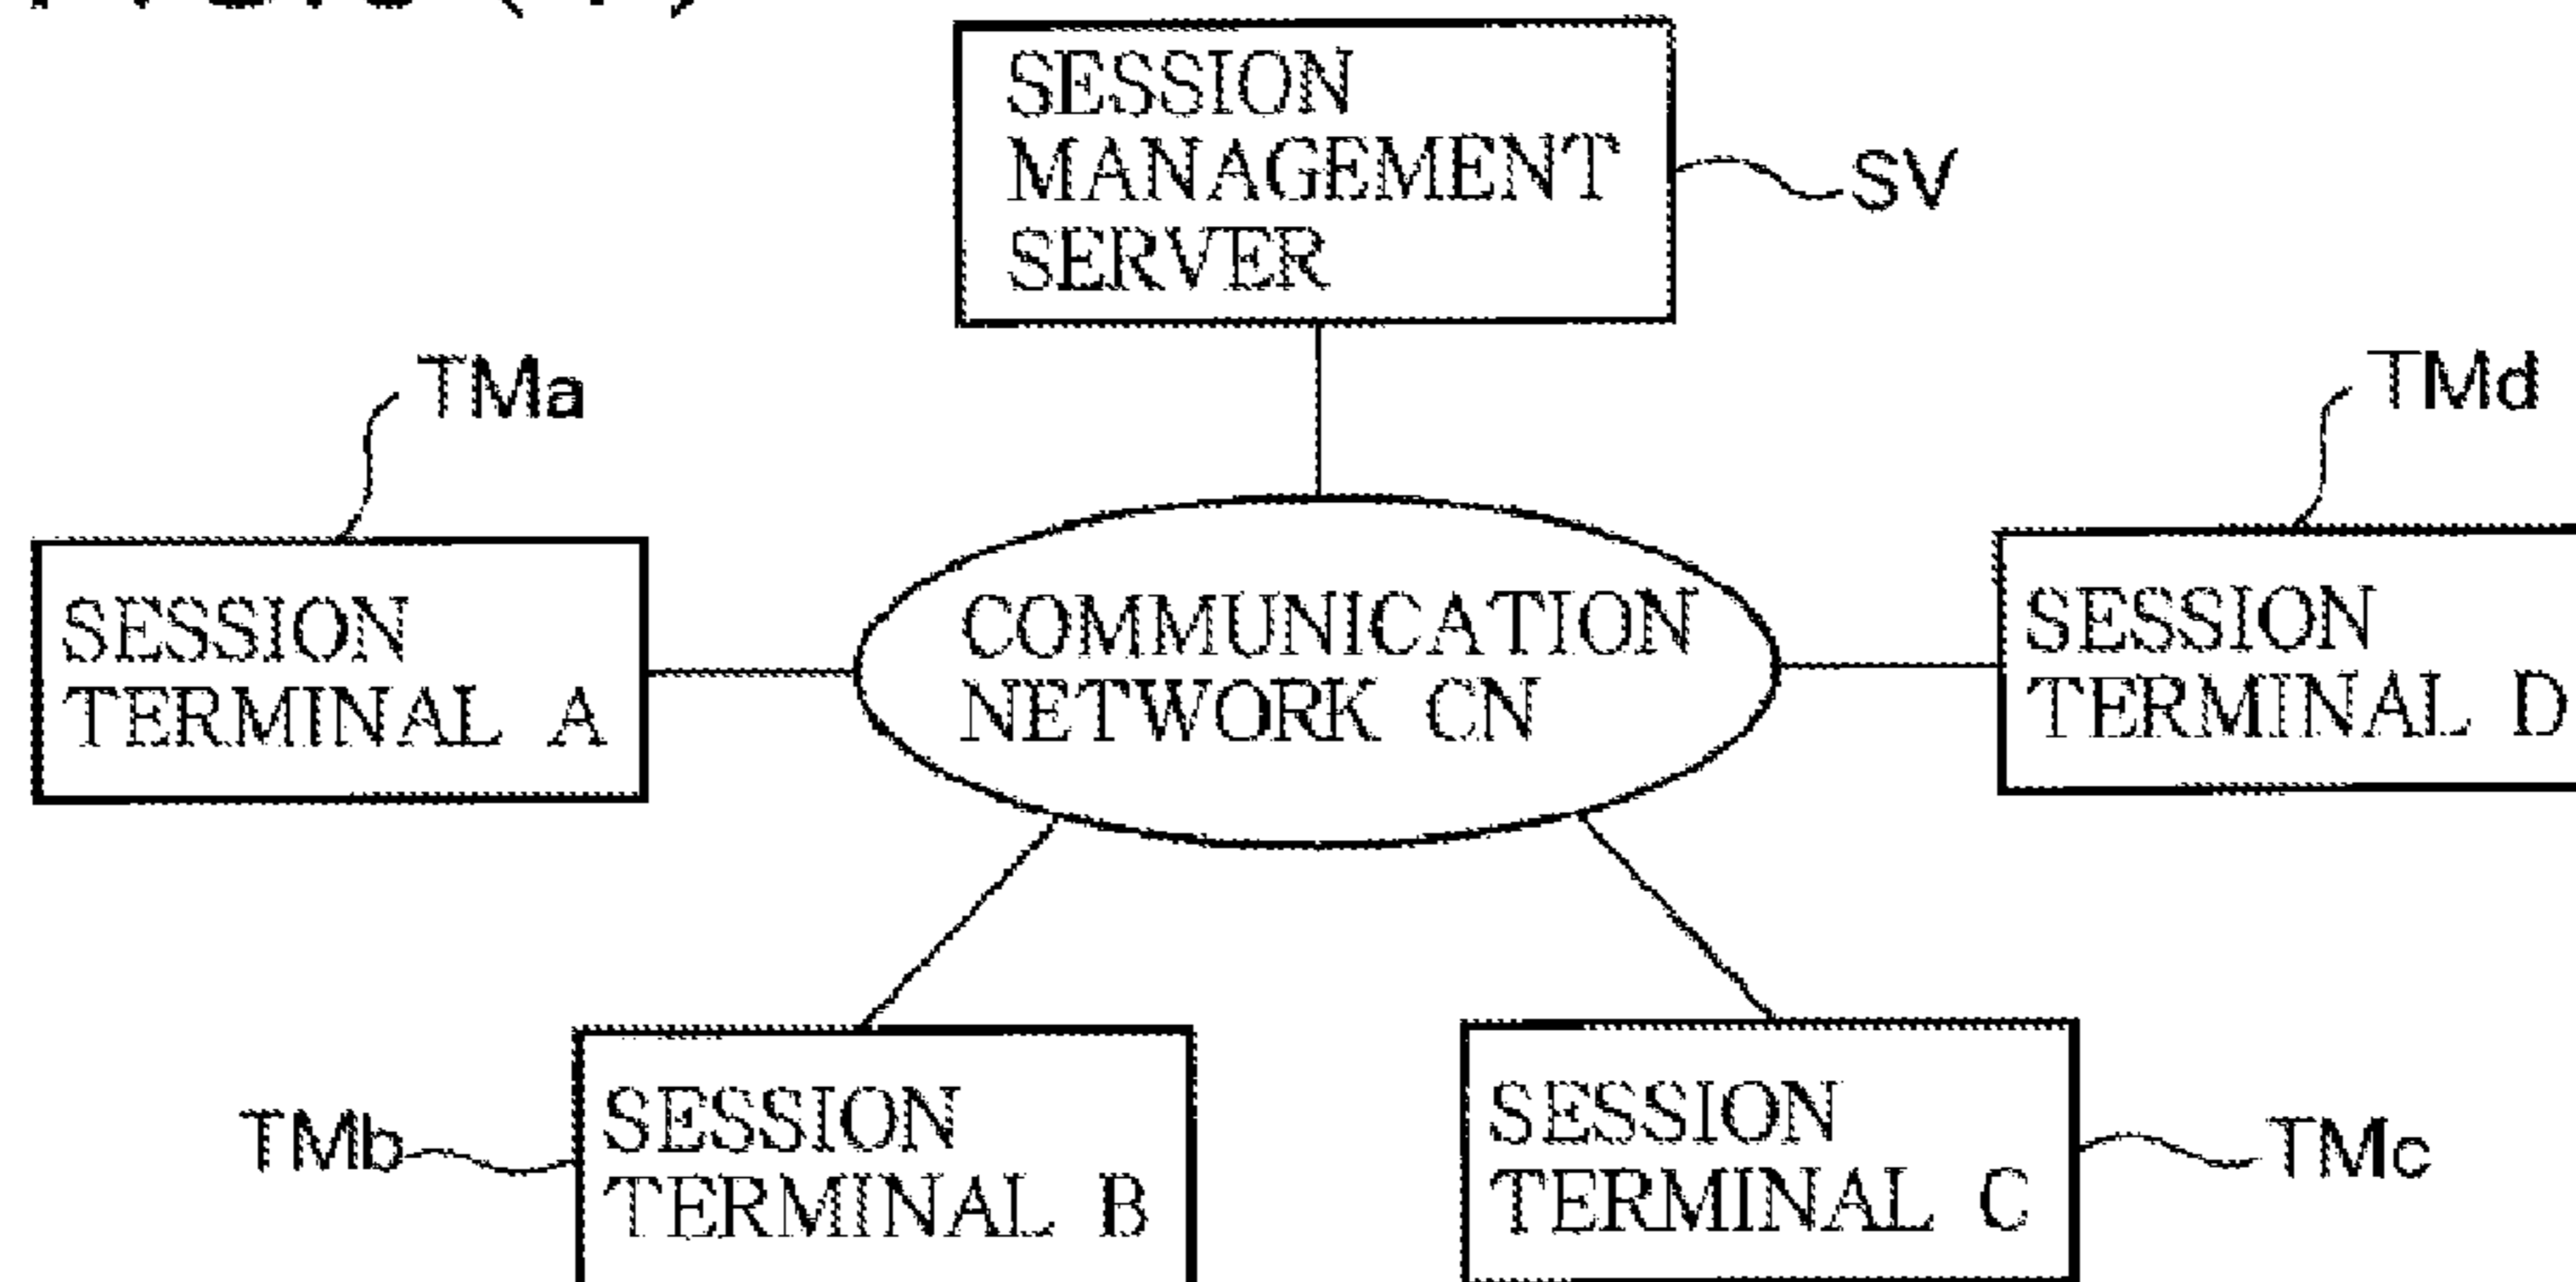 SESSION
MANAGEMENT
SERVER
SV
TMa
TMd
SESSION
TERMINAL A
COMMUNICATION
NETWORK CN
SESSION
TERMINAL D
TMb
SESSION
TERMINAL B
SESSION
TERMINAL C
TMc